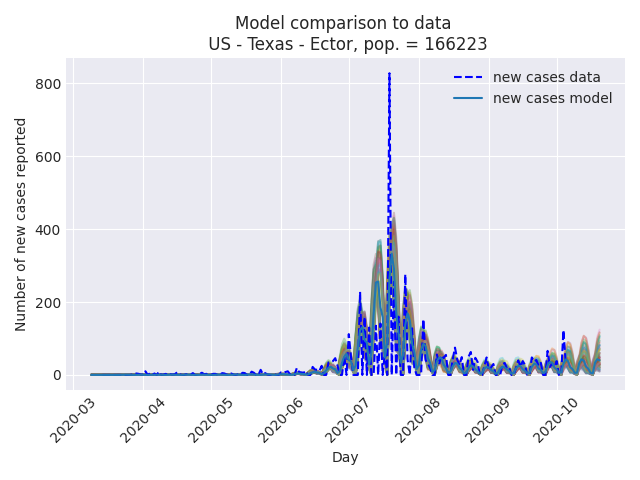 Model comparison to data
US - Texas - Ector, pop. = 166223
new cases data
new cases model
Number of new cases reported
800
600
400
200
0
2020-03
2020-04
2020-05
2020-06
2020-07
2020-08
2020-09
2020-10
Day